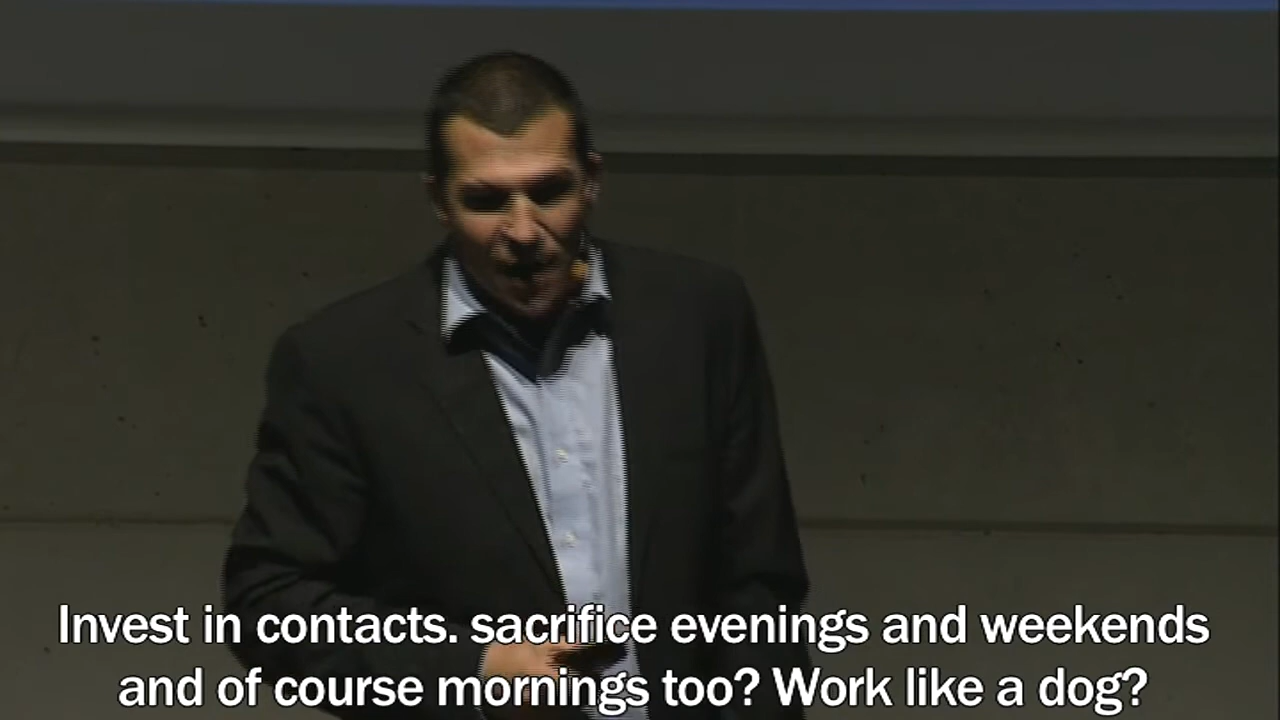 Invest in contacts. sacrifice evenings and weekends
and of course mornings too? Work like a dog?